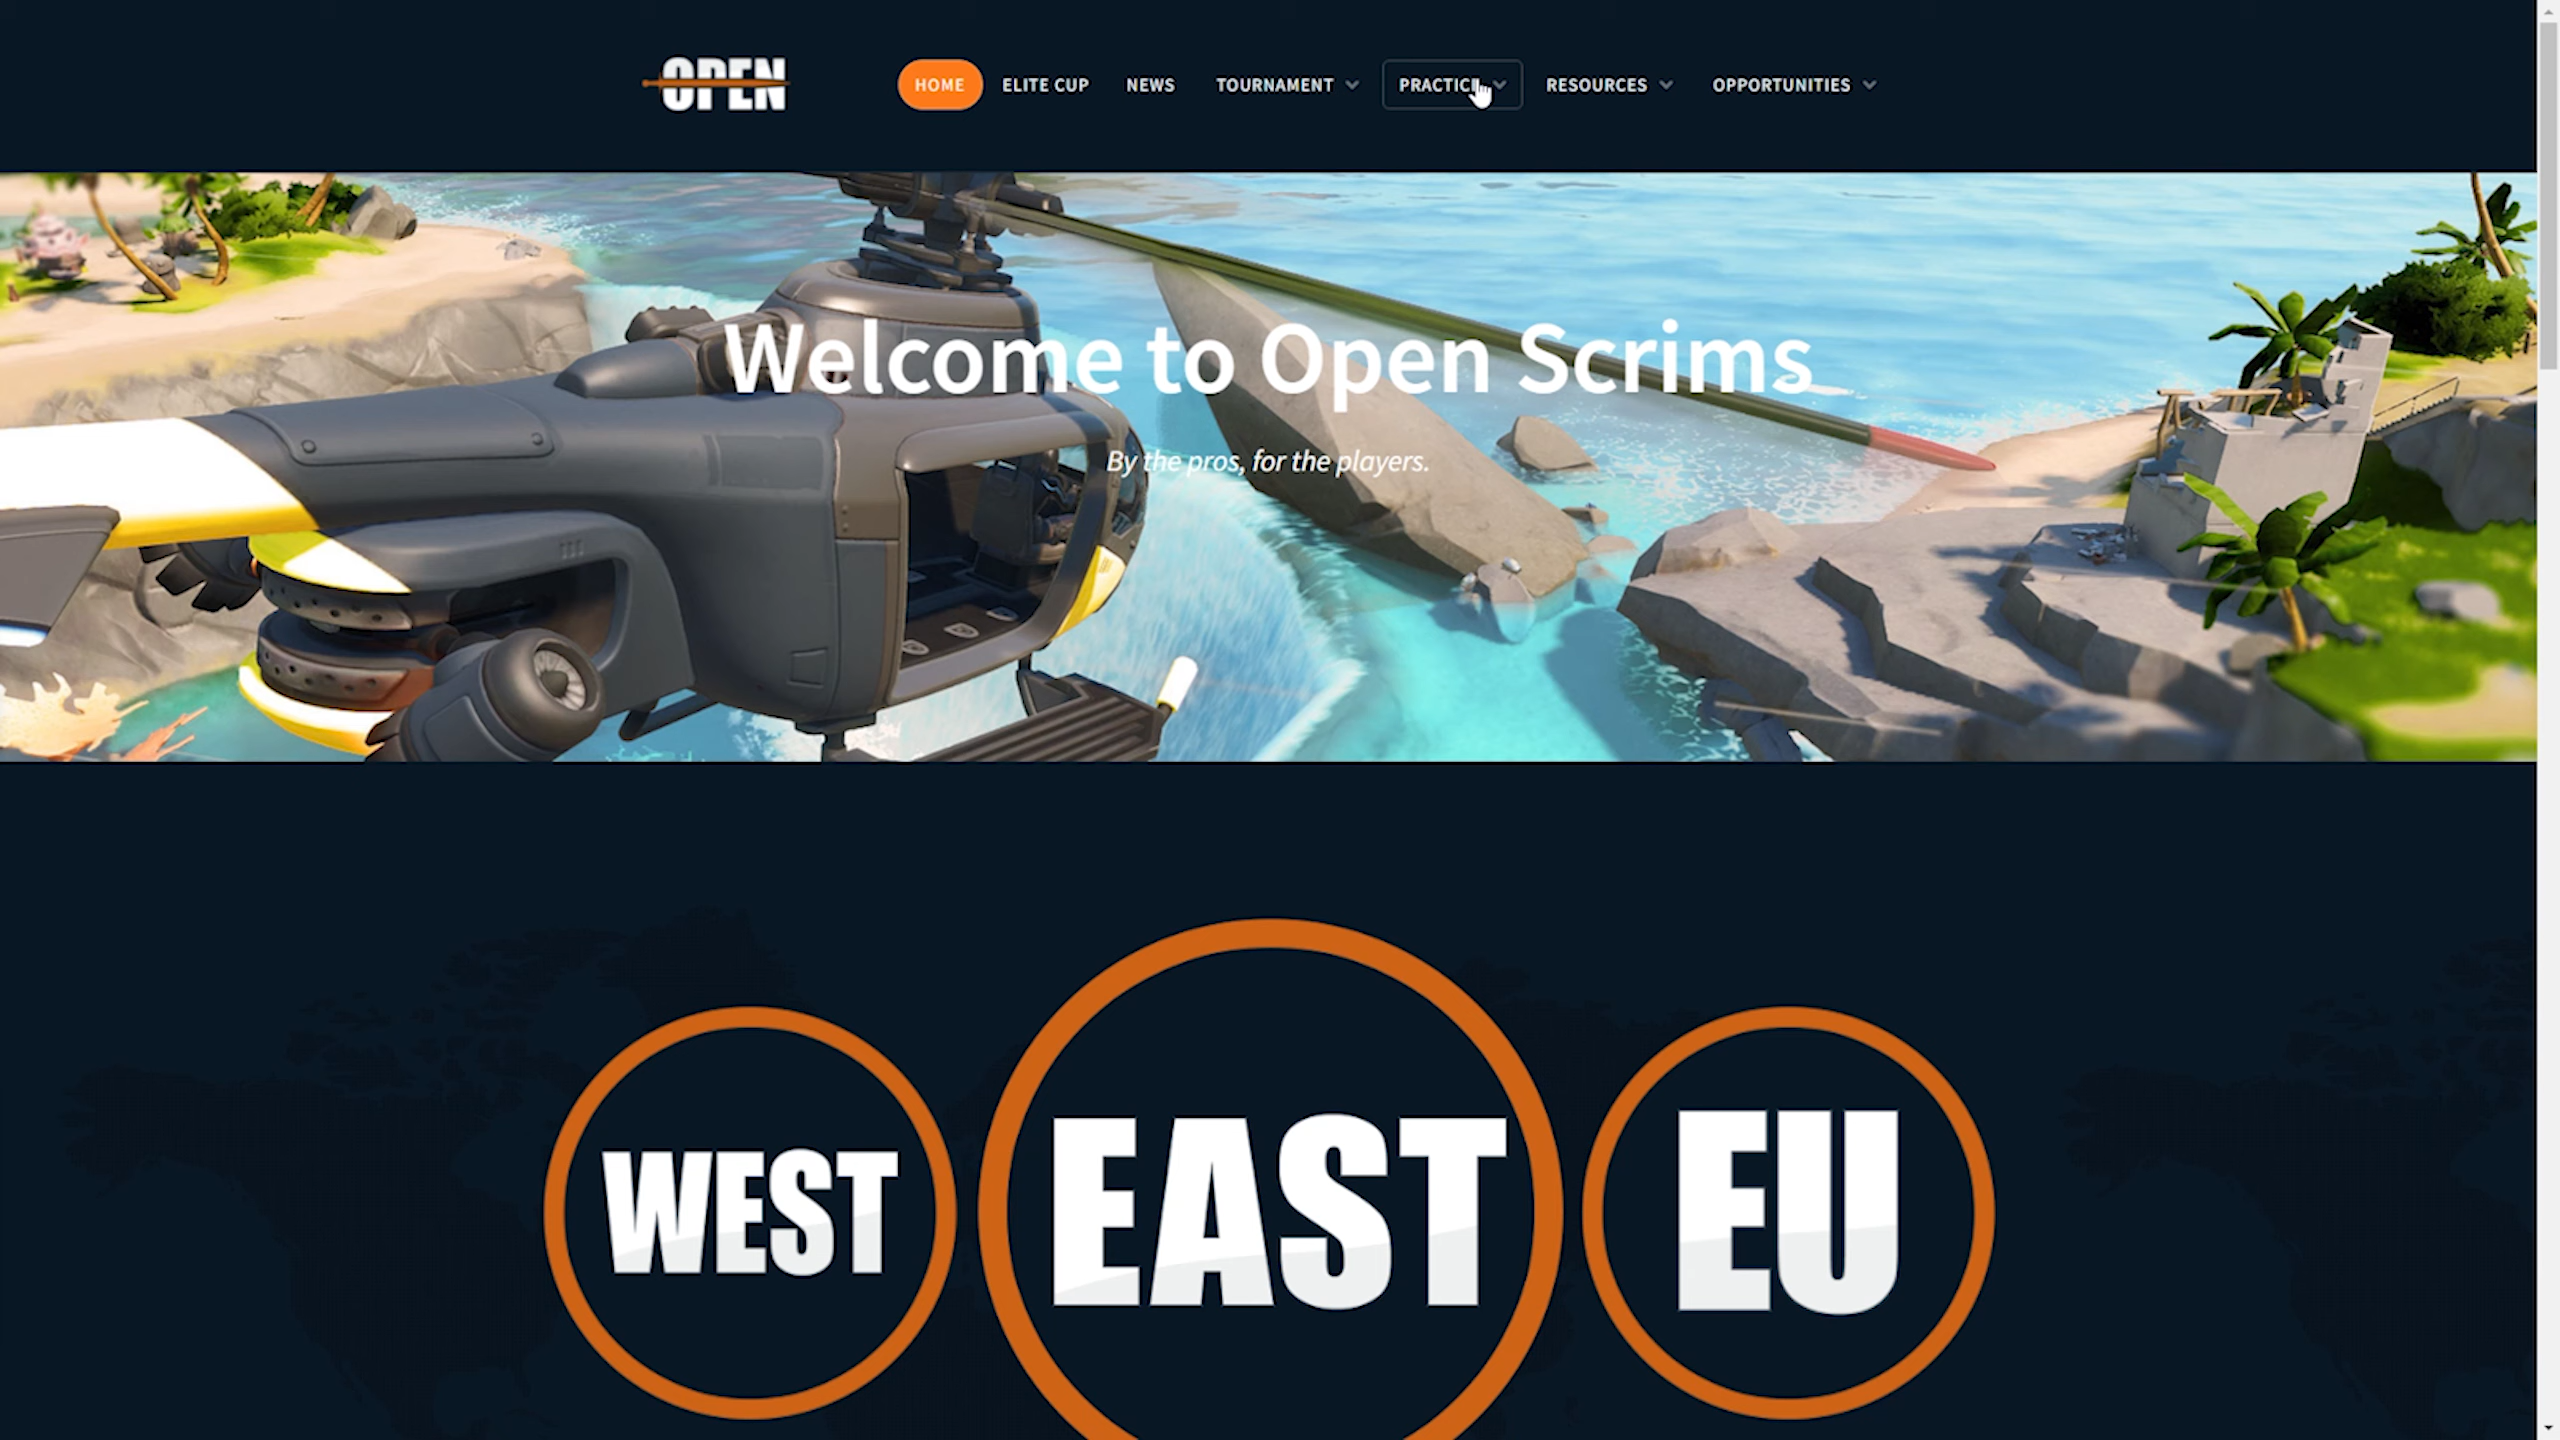 OPEN
HOME ELITE CUP NEWS TOURNAMENT PRACTICE RESOURCES OPPORTUNITIES
Welcome to Open Scrims
By the pros, for the players.
WEST EAST EU